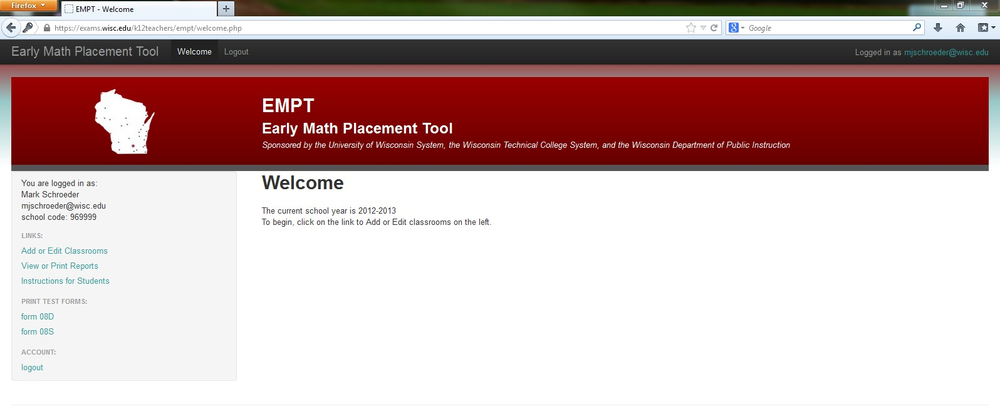 Firefox
EMPT - Welcome
https://exams.wisc.edu/k12teachers/empt/welcome.php
Google
Early Math Placement Tool
Welcome
Logout
Logged in as mjschroeder@wisc.edu
EMPT
Early Math Placement Tool
Sponsored by the University of Wisconsin System, the Wisconsin Technical College System, and the Wisconsin Department of Public Instruction
You are logged in as:
Mark Schroeder
mjschroeder@wisc.edu
school code: 969999
LINKS:
Add or Edit Classrooms
View or Print Reports
Instructions for Students
PRINT TEST FORMS:
form 08D
form 08S
ACCOUNT:
logout
Welcome
The current school year is 2012-2013
To begin, click on the link to Add or Edit classrooms on the left.